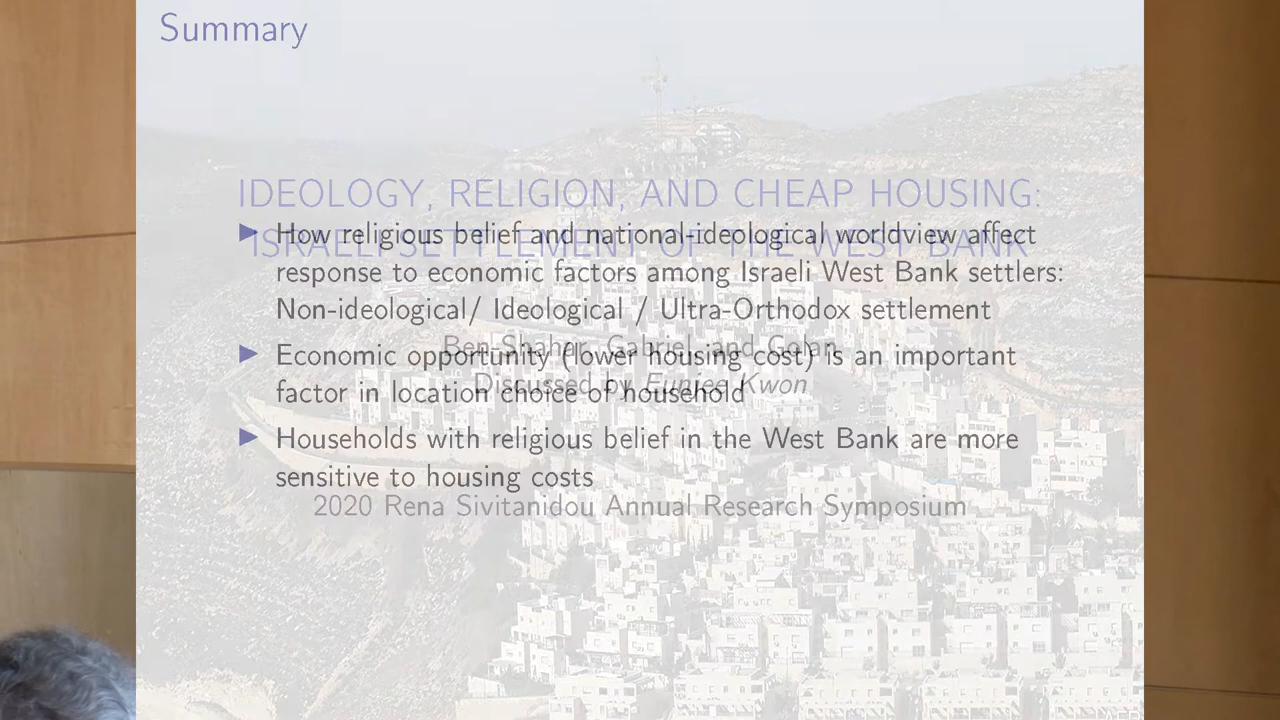 Summary
IDEOLOGY, RELIGION, AND CHEAP HOUSING:
ISRAELI SETTLEMENT OF THE WEST BANK
▶ How religious belief and national-ideological worldview affect
response to economic factors among Israeli West Bank settlers:
Non-ideological/ Ideological / Ultra-Orthodox settlement
Ben-Shahar, Gabriel, and Golan
▶ Economic opportunity (lower housing cost) is an important
Discussed by Eunjee Kwon
factor in location choice of household
▶ Households with religious belief in the West Bank are more
sensitive to housing costs
2020 Rena Sivitanidou Annual Research Symposium